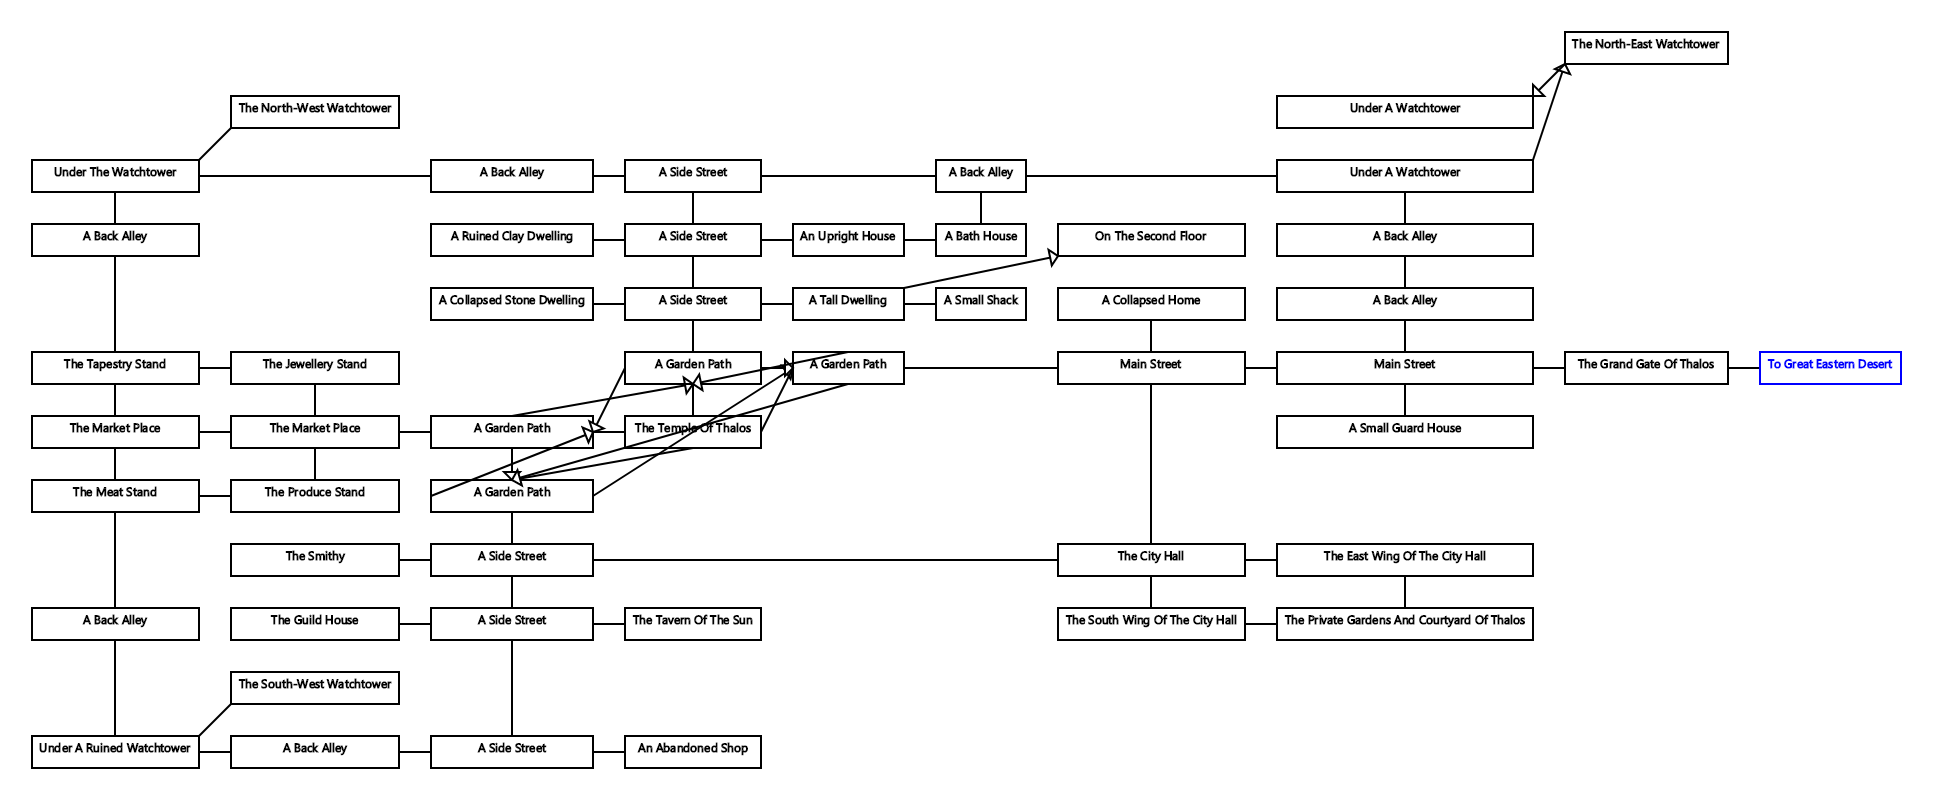 The North-East Watchtower
The North-West Watchtower
Under A Watchtower
Under The Watchtower
A Back Alley
A Side Street
A Back Alley
Under A Watchtower
A Back Alley
A Ruined Clay Dwelling
A Side Street
An Upright House
A Bath House
On The Second Floor
A Back Alley
A Collapsed Stone Dwelling
A Side Street
A Tall Dwelling
A Small Shack
A Collapsed Home
A Back Alley
The Tapestry Stand
The Jewellery Stand
A Garden Path
A Garden Path
Main Street
Main Street
The Grand Gate Of Thalos
To Great Eastern Desert
The Market Place
The Market Place
A Garden Path
The Temple Of Thalos
A Small Guard House
The Meat Stand
The Produce Stand
A Garden Path
The Smithy
A Side Street
The City Hall
The East Wing Of The City Hall
A Back Alley
The Guild House
A Side Street
The Tavern Of The Sun
The South Wing Of The City Hall
The Private Gardens And Courtyard Of Thalos
The South-West Watchtower
Under A Ruined Watchtower
A Back Alley
A Side Street
An Abandoned Shop